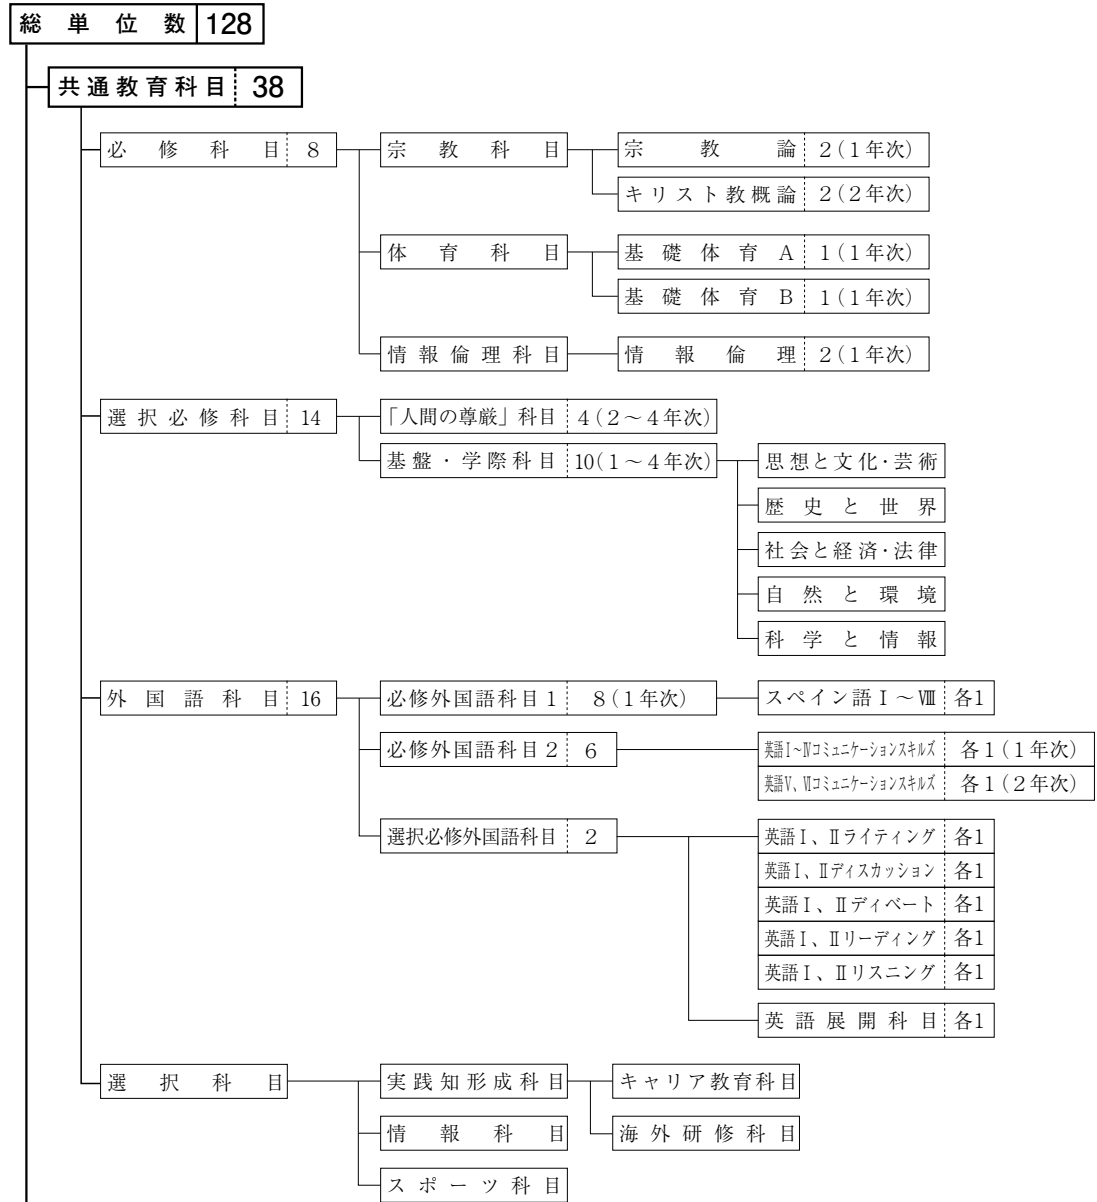 総単位数 128
共通教育科目 38
必修科目 8 宗教科目 宗教論 2(1年次)
キリスト教概論 2(2年次)
体育科目 基礎体育A 1(1年次)
基礎体育B 1(1年次)
情報倫理科目 情報倫理 2(1年次)
選択必修科目 14 「人間の尊厳」科目 4(2～4年次)
基盤・学際科目 10(1～4年次) 思想と文化・芸術
歴史と世界
社会と経済・法律
自然と環境
科学と情報
外国語科目 16 必修外国語科目1 8(1年次) スペイン語Ⅰ～Ⅷ 各1
必修外国語科目2 6 英語Ⅰ~Ⅳコミュニケーションスキルズ 各1(1年次)
英語Ⅴ、Ⅵコミュニケーションスキルズ 各1(2年次)
選択必修外国語科目 2 英語Ⅰ、Ⅱライティング 各1
英語Ⅰ、Ⅱディスカッション 各1
英語Ⅰ、Ⅱディベート 各1
英語Ⅰ、Ⅱリーディング 各1
英語Ⅰ、Ⅱリスニング 各1
英語展開科目 各1
選択科目 実践知形成科目 キャリア教育科目
情報科目 海外研修科目
スポーツ科目